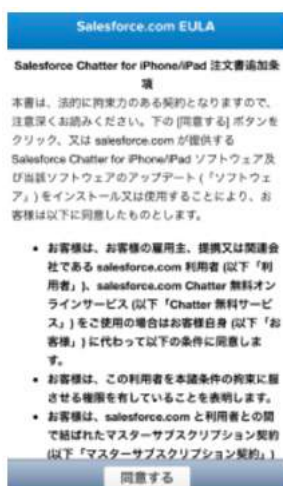 Salesforce.com EULA
Salesforce Chatter for iPhone/iPad 注文書追加条
項
本書は、法的に拘束力のある契約となりますので、
注意深くお読みください。下の [同意する] ボタンを
クリック、又は salesforce.com が提供する
Salesforce Chatter for iPhone/iPad ソフトウェア及
び当該ソフトウェアのアップデート (「ソフトウェ
ア」) をインストール又は使用することにより、お
客様は以下に同意したものとします。
• お客様は、お客様の雇用主、提携又は関連会
社である salesforce.com 利用者 (以下「利
用者」)、salesforce.com Chatter 無料オン
ラインサービス (以下「Chatter 無料サービ
ス」) をご使用の場合はお客様自身 (以下「お
客様」) に代わって以下の条件に同意しま
す。
• お客様は、この利用者を本諸条件の拘束に服
させる権限を有していることを表明します。
• お客様は、salesforce.com と利用者との間
で結ばれたマスターサブスクリプション契約
(以下「マスターサブスクリプション契約」)
同意する